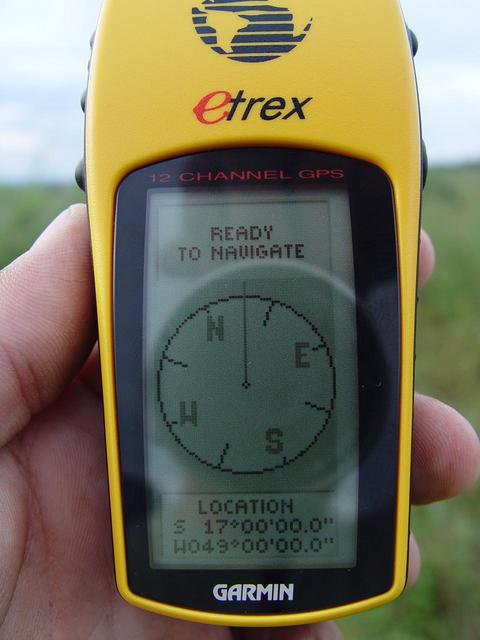 etrex
12 CHANNEL GPS
READY
TO NAVIGATE
N
E
W
S
LOCATION
S 17°00'00.0"
W049°00'00.0"
GARMIN